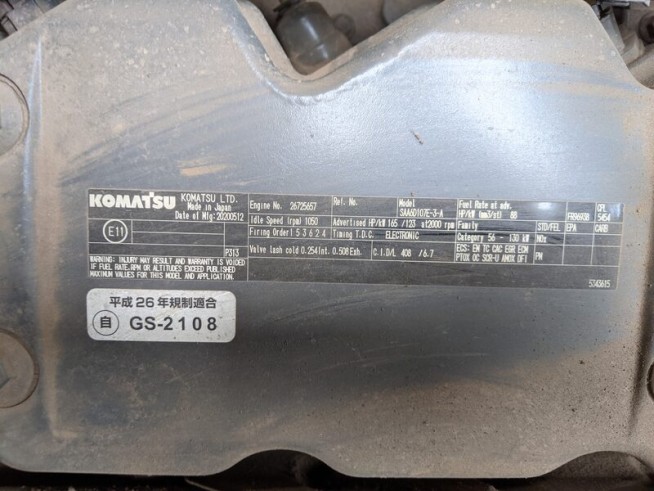 KOMATSU KOMATSU LTD.
Made in Japan
Date of Mfg:20200512
E11
P313
WARNING: INJURY MAY RESULT AND WARRANTY IS VOIDED
IF FUEL RATE/RPM OR ALTITUDES EXCEED PUBLISHED
MAXIMUM VALUES FOR THIS MODEL AND APPLICATION.
Engine No. 26725657 Rel. No. Model Fuel Rate at adv. CPL
SAA6D107E-3-A HP/kW (mm3/st) 88 FR96938 5454
Idle Speed (rpm) 1050 Advertised HP/kW 165 /123 at2000 rpm Family STD/FEL EPA CARB
Firing Order 1 5 3 6 2 4 Timing T.D.C. ELECTRONIC Category 56 - 130 kW NOx
Valve lash cold 0.254Int. 0.508 Exh. C.I.D/L 408 /6.7 ECS: EM TC CAC EGR ECM PM
PTOX OC SCR-U AMOX DFI
5343615
平成26年規制適合
自 GS-2108